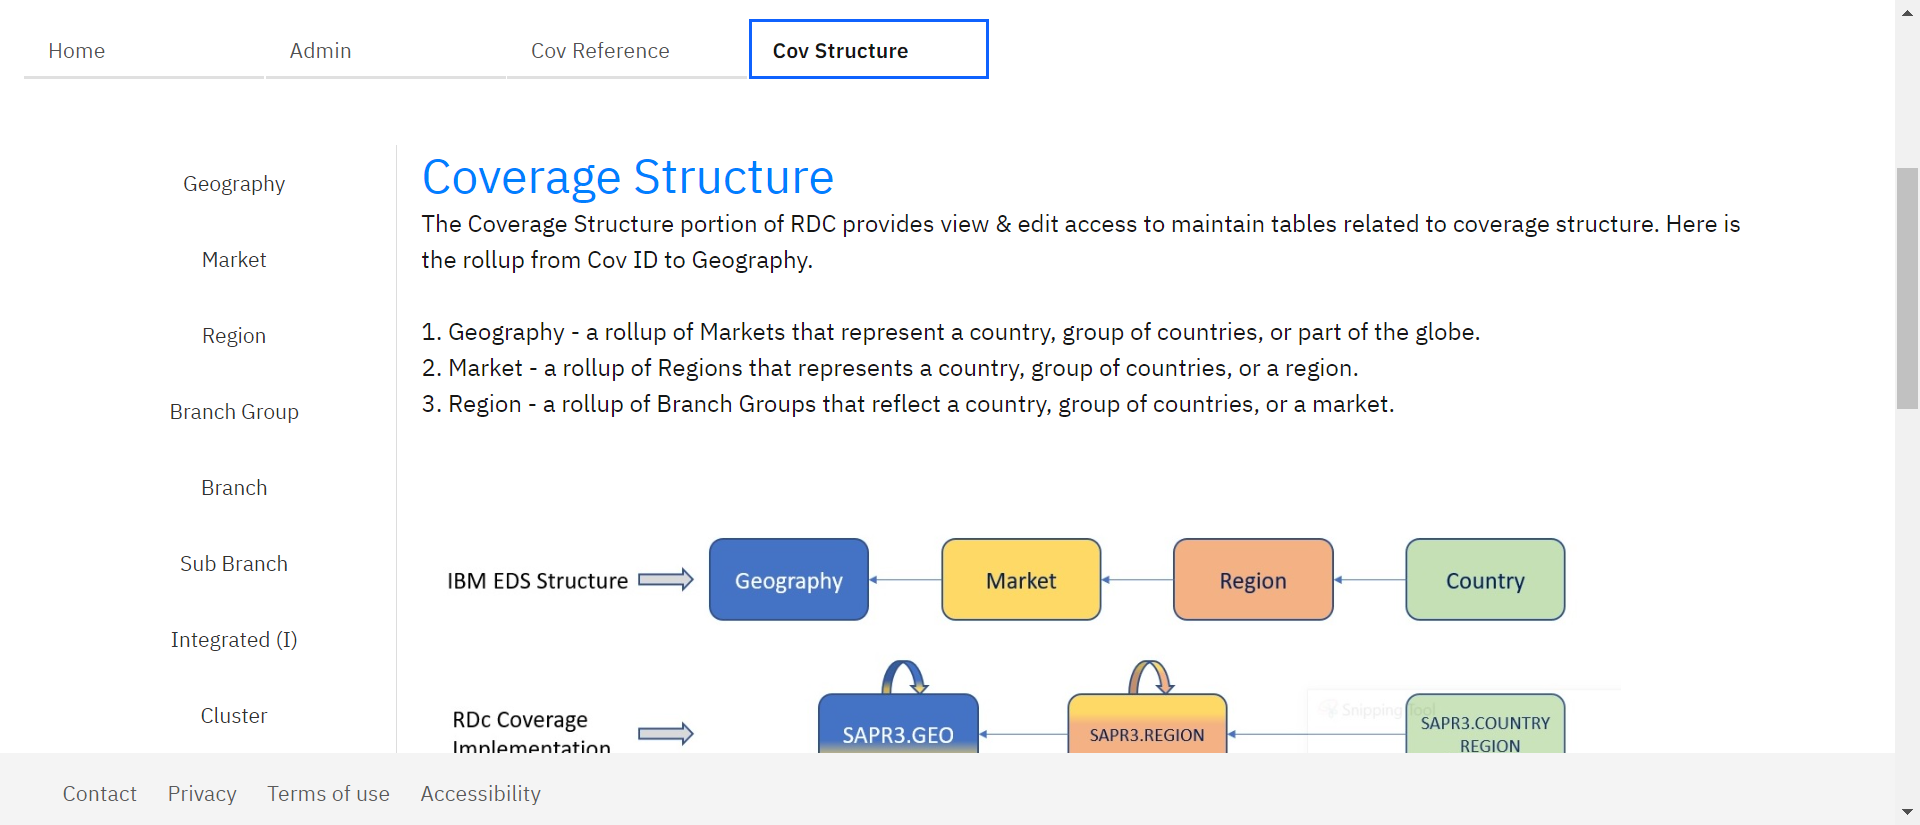 Home
Admin
Cov Reference
Cov Structure
Geography
Market
Region
Branch Group
Branch
Sub Branch
Integrated (I)
Cluster
Coverage Structure
The Coverage Structure portion of RDC provides view & edit access to maintain tables related to coverage structure. Here is
the rollup from Cov ID to Geography.
1. Geography - a rollup of Markets that represent a country, group of countries, or part of the globe.
2. Market - a rollup of Regions that represents a country, group of countries, or a region.
3. Region - a rollup of Branch Groups that reflect a country, group of countries, or a market.
IBM EDS Structure
Geography
Market
Region
Country
RDc Coverage
Implementation
SAPR3.GEO
SAPR3.REGION
Snipping Tool
SAPR3.COUNTRY
REGION
Contact
Privacy
Terms of use
Accessibility